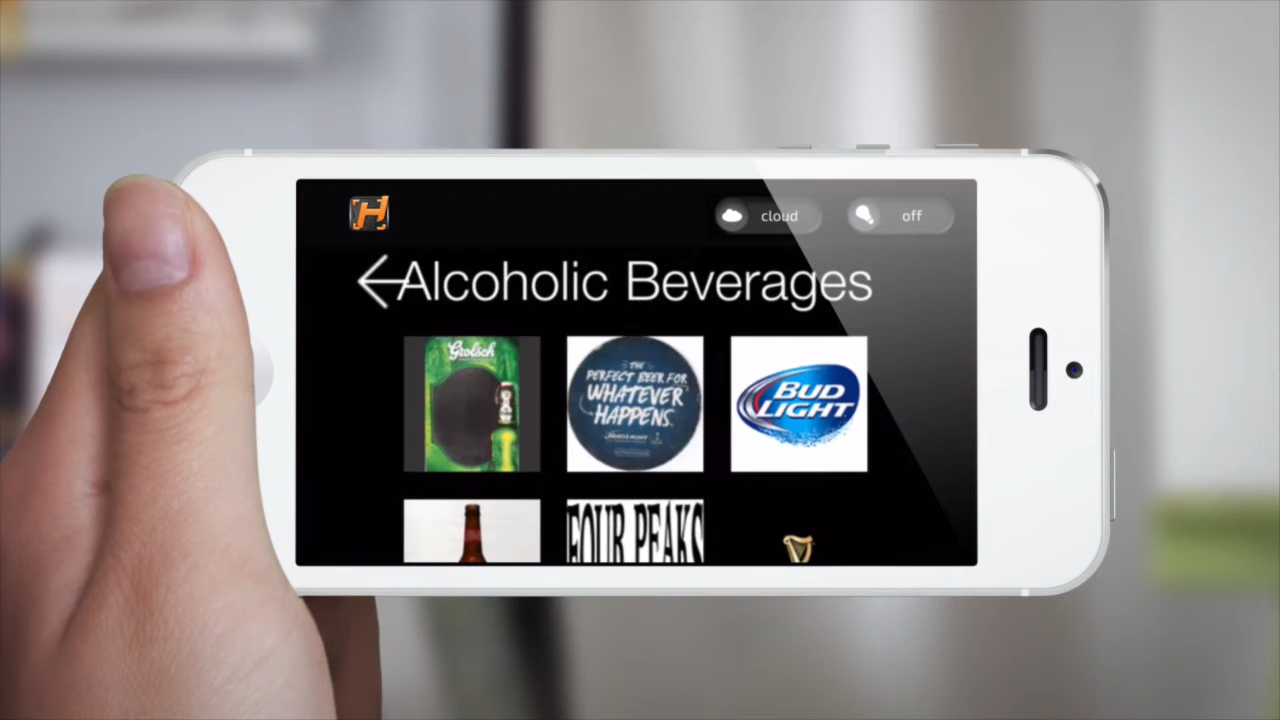 H
cloud
off
Alcoholic Beverages
Grolsch
THE
PERFECT BEER FOR
WHATEVER
HAPPENS.
BUD
LIGHT
FOUR PEAKS